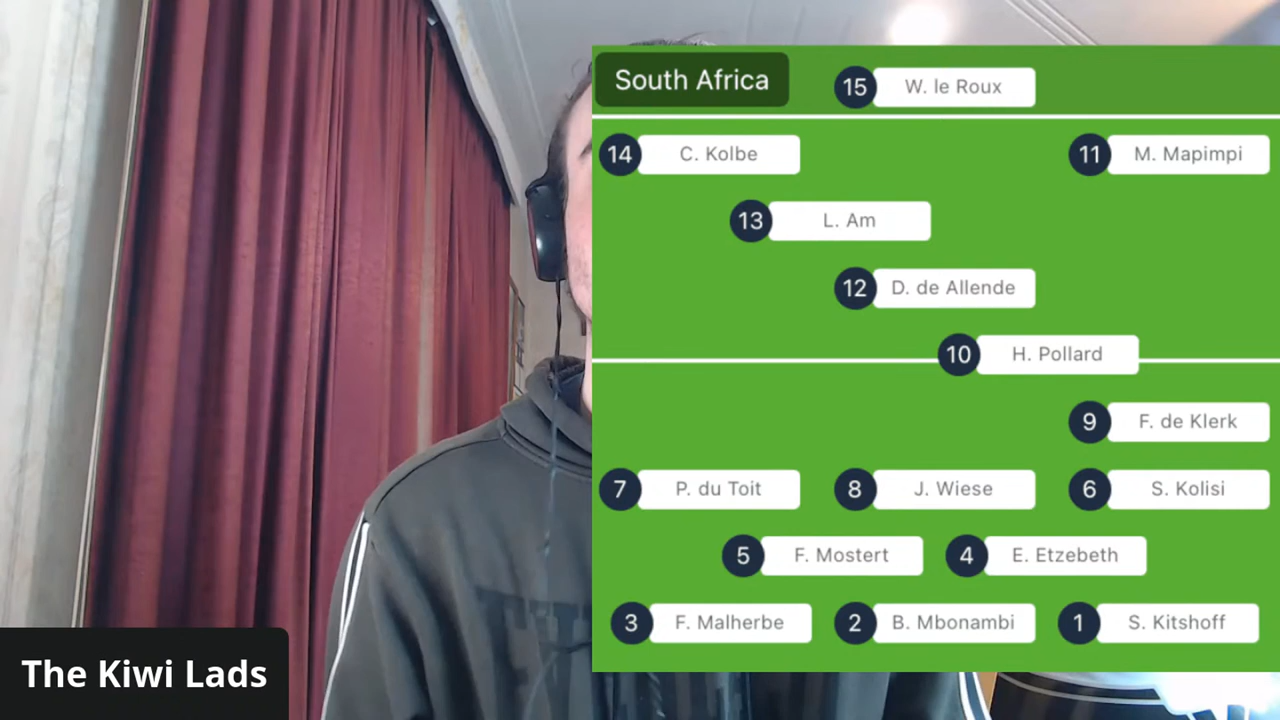 South Africa
15 W. le Roux
14 C. Kolbe
11 M. Mapimpi
13 L. Am
12 D. de Allende
10 H. Pollard
9 F. de Klerk
7 P. du Toit
8 J. Wiese
6 S. Kolisi
5 F. Mostert
4 E. Etzebeth
3 F. Malherbe
2 B. Mbonambi
1 S. Kitshoff
The Kiwi Lads